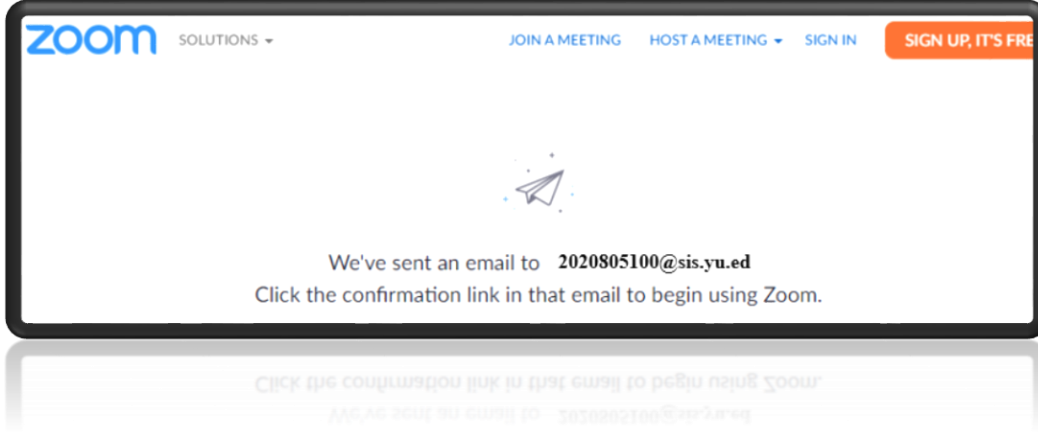 zoom SOLUTIONS JOIN A MEETING HOST A MEETING SIGN IN SIGN UP, IT'S FRE
We've sent an email to 2020805100@sis.yu.ed
Click the confirmation link in that email to begin using Zoom.